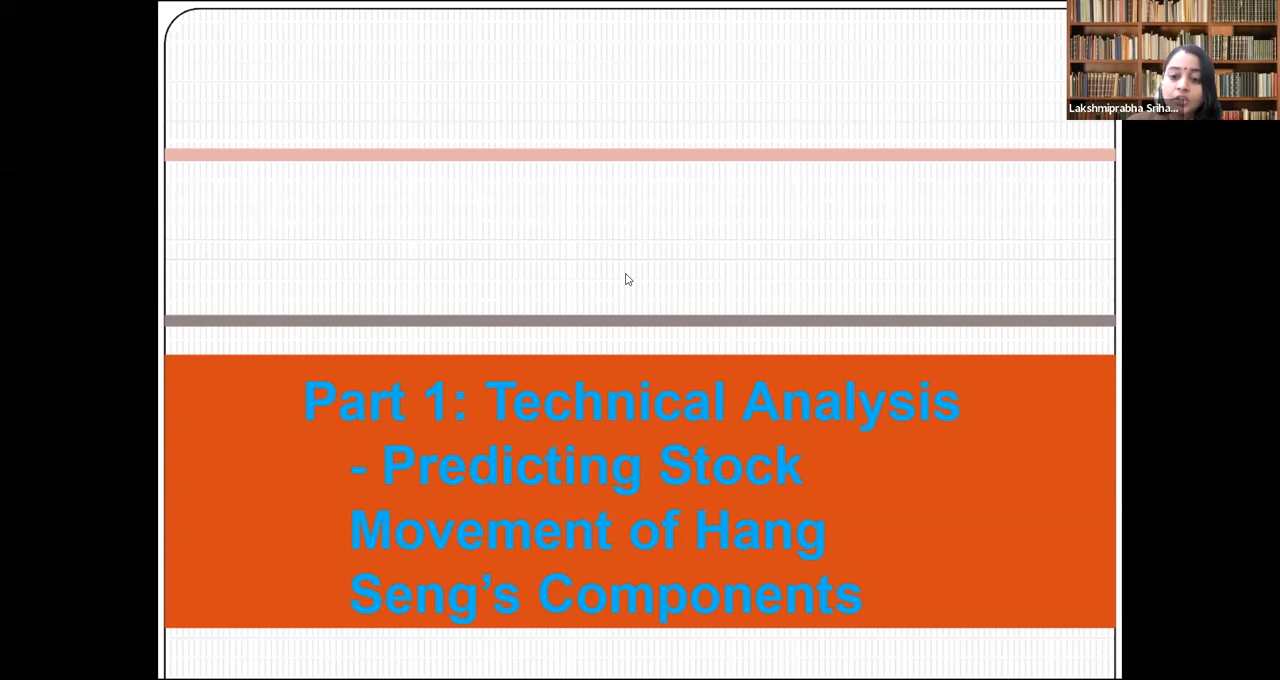 Lakshmiprabha Sriha...
Part 1: Technical Analysis
- Predicting Stock
Movement of Hang
Seng’s Components